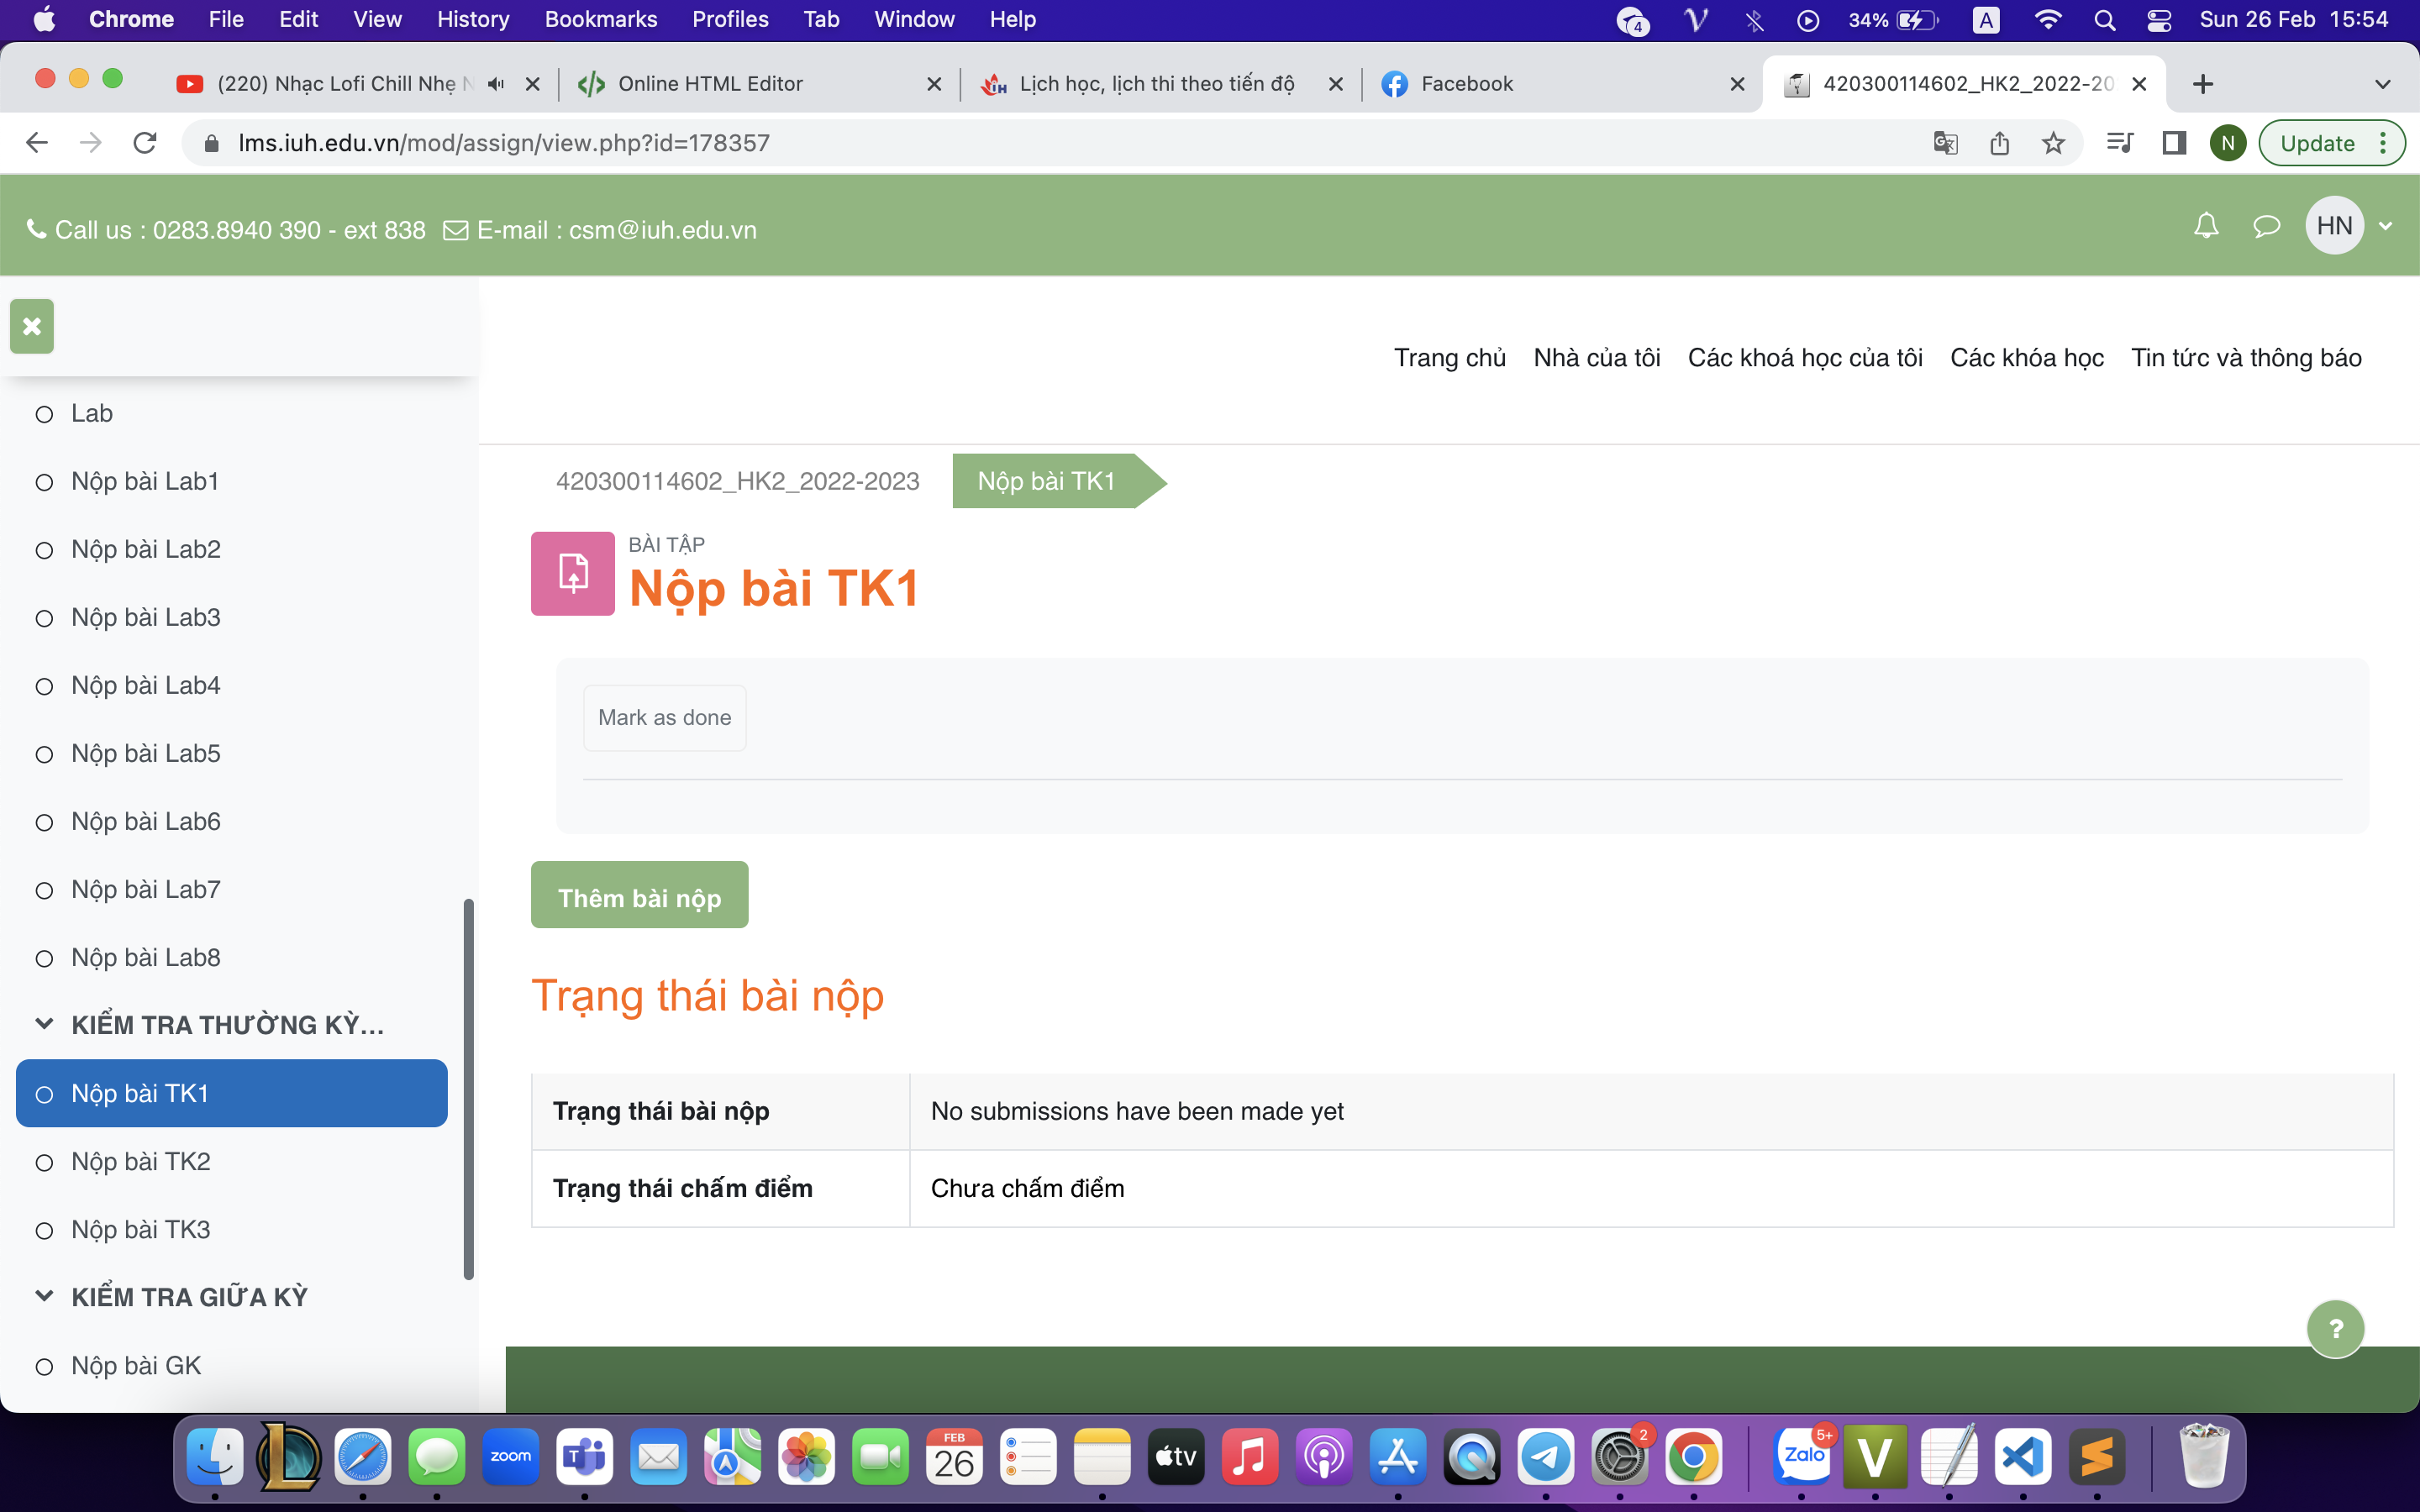 Chrome File Edit View History Bookmarks Profiles Tab Window Help 4 34% A Sun 26 Feb 15:54
(220) Nhạc Lofi Chill Nhẹ Online HTML Editor Lịch học, lịch thi theo tiến độ Facebook 420300114602_HK2_2022-20
lms.iuh.edu.vn/mod/assign/view.php?id=178357 N Update
Call us : 0283.8940 390 - ext 838 E-mail : csm@iuh.edu.vn HN
Trang chủ Nhà của tôi Các khoá học của tôi Các khóa học Tin tức và thông báo
Lab
Nộp bài Lab1
Nộp bài Lab2
Nộp bài Lab3
Nộp bài Lab4
Nộp bài Lab5
Nộp bài Lab6
Nộp bài Lab7
Nộp bài Lab8
KIỂM TRA THƯỜNG KỲ...
Nộp bài TK1
Nộp bài TK2
Nộp bài TK3
KIỂM TRA GIỮA KỲ
Nộp bài GK
420300114602_HK2_2022-2023 Nộp bài TK1
BÀI TẬP
Nộp bài TK1
Mark as done
Thêm bài nộp
Trạng thái bài nộp
Trạng thái bài nộp No submissions have been made yet
Trạng thái chấm điểm Chưa chấm điểm
?
zoom FEB 26 tv 2 Zalo 5+ V